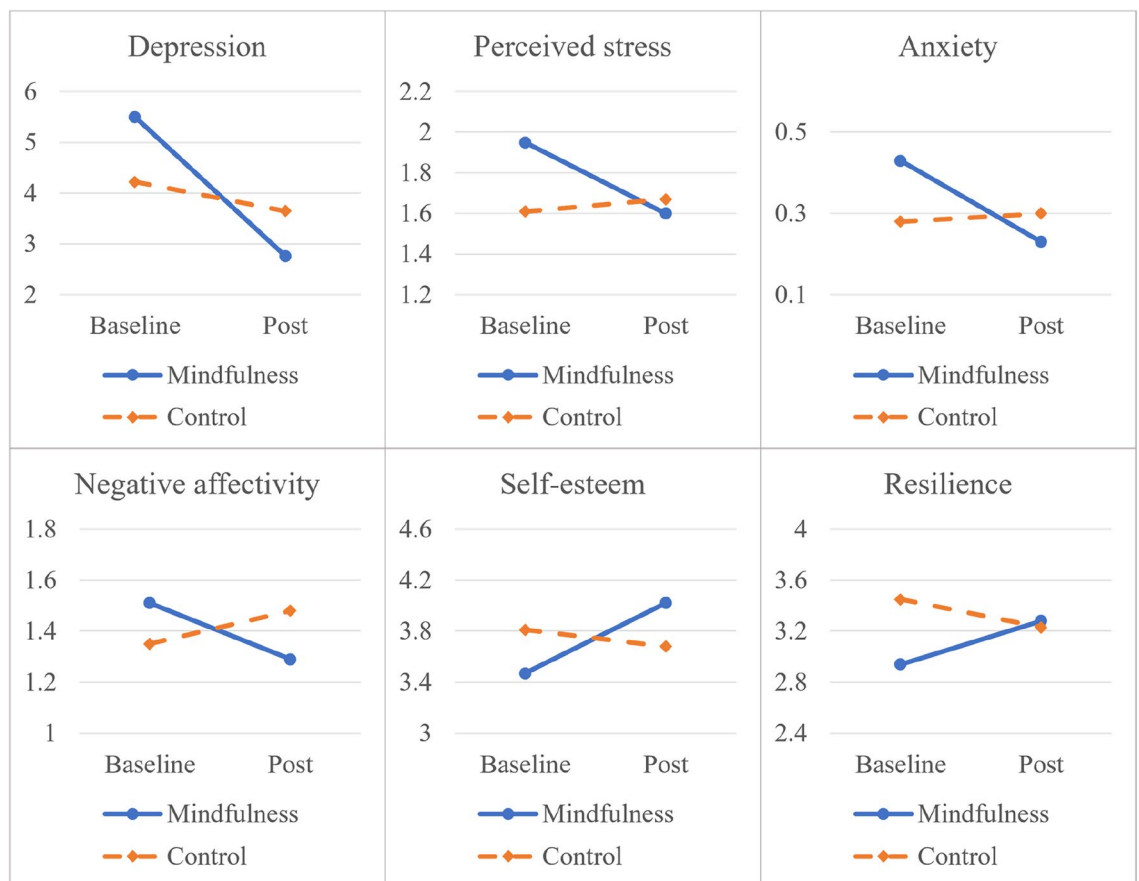 Depression
6
5
4
3
2
Baseline Post
Mindfulness
Control
Perceived stress
2.2
2
1.8
1.6
1.4
1.2
Baseline Post
Mindfulness
Control
Anxiety
0.5
0.3
0.1
Baseline Post
Mindfulness
Control
Negative affectivity
1.8
1.6
1.4
1.2
1
Baseline Post
Mindfulness
Control
Self-esteem
4.6
4.2
3.8
3.4
3
Baseline Post
Mindfulness
Control
Resilience
4
3.6
3.2
2.8
2.4
Baseline Post
Mindfulness
Control